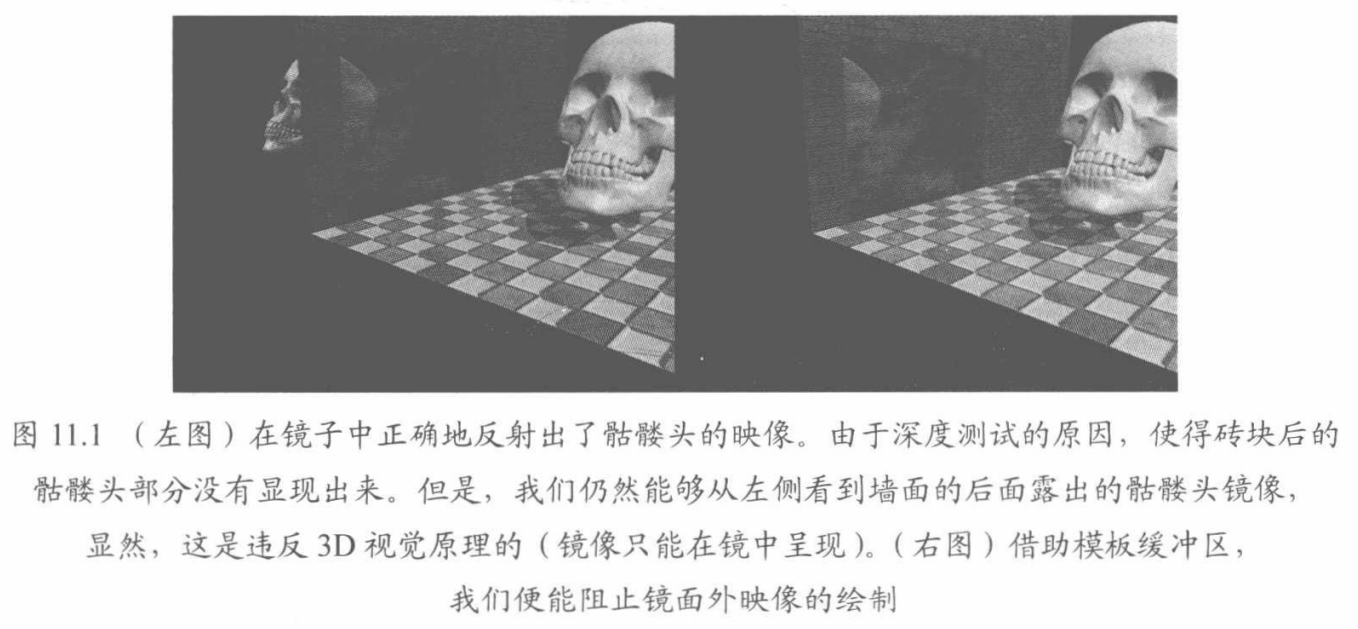 图 11.1 （左图）在镜子中正确地反射出了骷髅头的映像。由于深度测试的原因，使得砖块后的
骷髅头部分没有显现出来。但是，我们仍然能够从左侧看到墙面的后面露出的骷髅头镜像，
显然，这是违反 3D 视觉原理的（镜像只能在镜中呈现）。（右图）借助模板缓冲区，
我们便能阻止镜面外映像的绘制